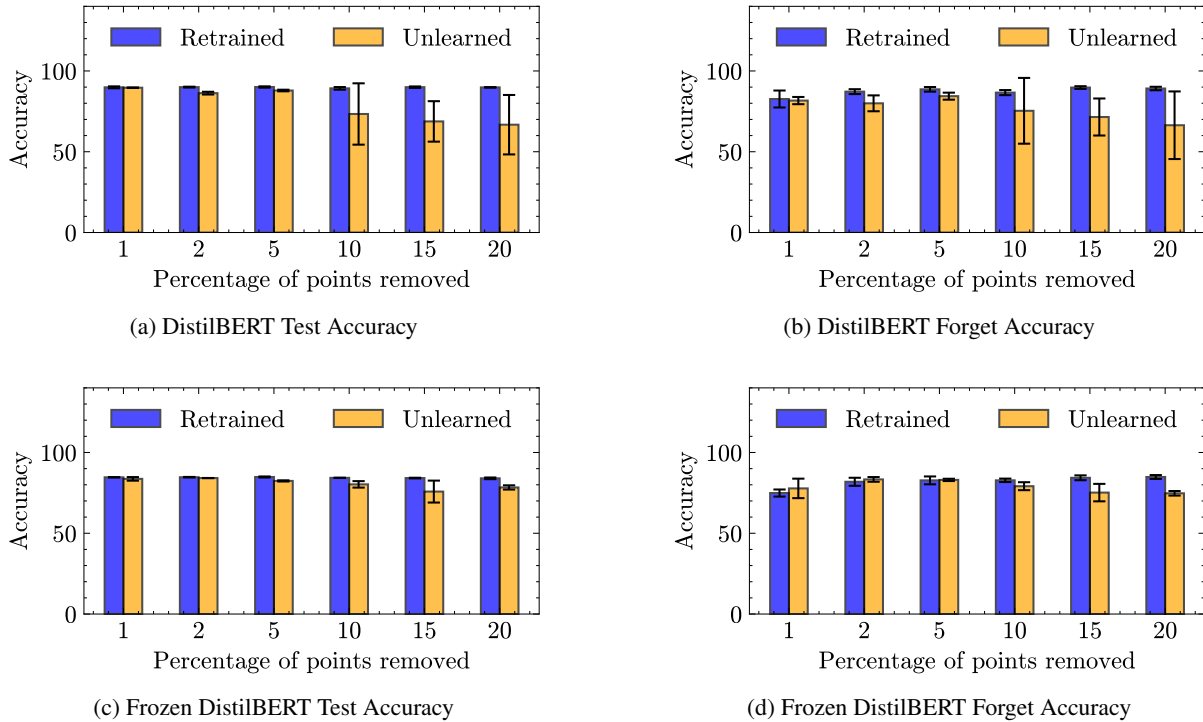 Retrained Unlearned
Accuracy
100
50
0
1 2 5 10 15 20
Percentage of points removed
(a) DistilBERT Test Accuracy
Retrained Unlearned
Accuracy
100
50
0
1 2 5 10 15 20
Percentage of points removed
(b) DistilBERT Forget Accuracy
Retrained Unlearned
Accuracy
100
50
0
1 2 5 10 15 20
Percentage of points removed
(c) Frozen DistilBERT Test Accuracy
Retrained Unlearned
Accuracy
100
50
0
1 2 5 10 15 20
Percentage of points removed
(d) Frozen DistilBERT Forget Accuracy